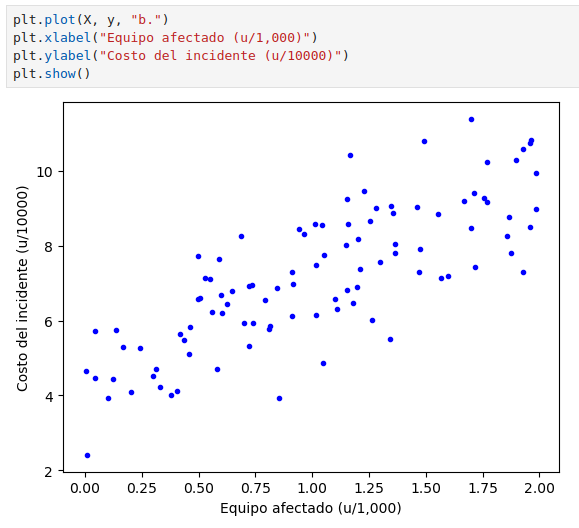 plt.plot(X, y, "b.")
plt.xlabel("Equipo afectado (u/1,000)")
plt.ylabel("Costo del incidente (u/10000)")
plt.show()
Costo del incidente (u/10000)
10
8
6
4
2
0.00 0.25 0.50 0.75 1.00 1.25 1.50 1.75 2.00
Equipo afectado (u/1,000)